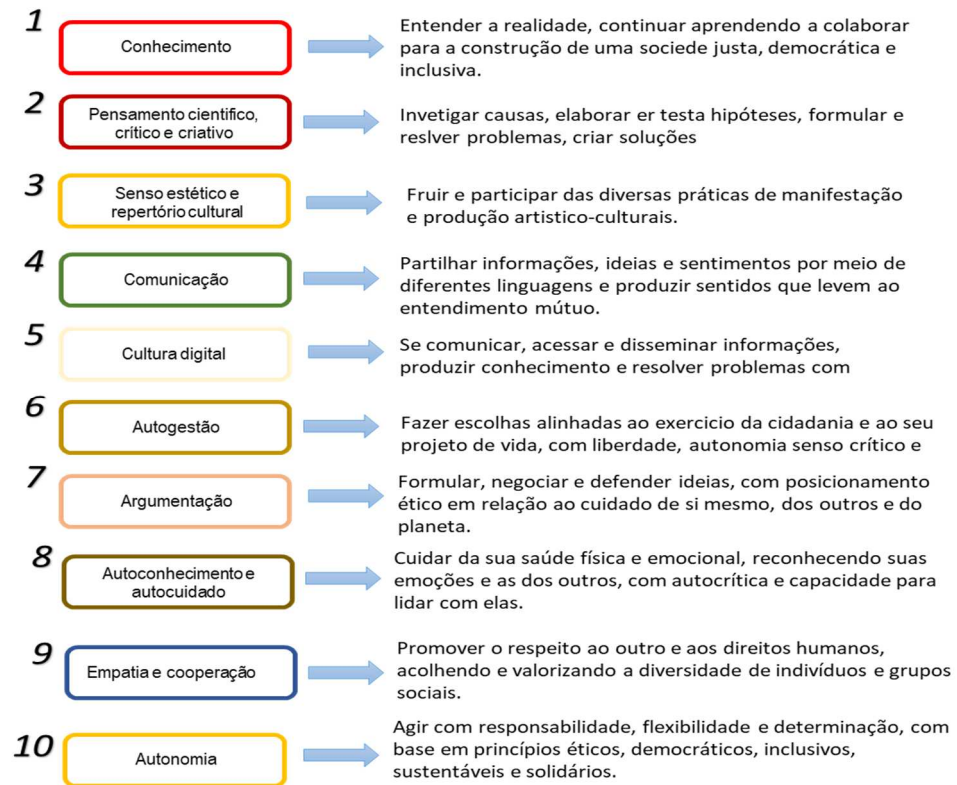 1
Conhecimento
Entender a realidade, continuar aprendendo a colaborar
para a construção de uma sociede justa, democrática e
inclusiva.
2
Pensamento cientifico,
crítico e criativo
Invetigar causas, elaborar er testa hipóteses, formular e
reslver problemas, criar soluções
3
Senso estético e
repertório cultural
Fruir e participar das diversas práticas de manifestação
e produção artistico-culturais.
4
Comunicação
Partilhar informações, ideias e sentimentos por meio de
diferentes linguagens e produzir sentidos que levem ao
entendimento mútuo.
5
Cultura digital
Se comunicar, acessar e disseminar informações,
produzir conhecimento e resolver problemas com
6
Autogestão
Fazer escolhas alinhadas ao exercicio da cidadania e ao seu
projeto de vida, com liberdade, autonomia senso crítico e
7
Argumentação
Formular, negociar e defender ideias, com posicionamento
ético em relação ao cuidado de si mesmo, dos outros e do
planeta.
8
Autoconhecimento e
autocuidado
Cuidar da sua saúde física e emocional, reconhecendo suas
emoções e as dos outros, com autocrítica e capacidade para
lidar com elas.
9
Empatia e cooperação
Promover o respeito ao outro e aos direitos humanos,
acolhendo e valorizando a diversidade de indivíduos e grupos
sociais.
10
Autonomia
Agir com responsabilidade, flexibilidade e determinação, com
base em princípios éticos, democráticos, inclusivos,
sustentáveis e solidários.